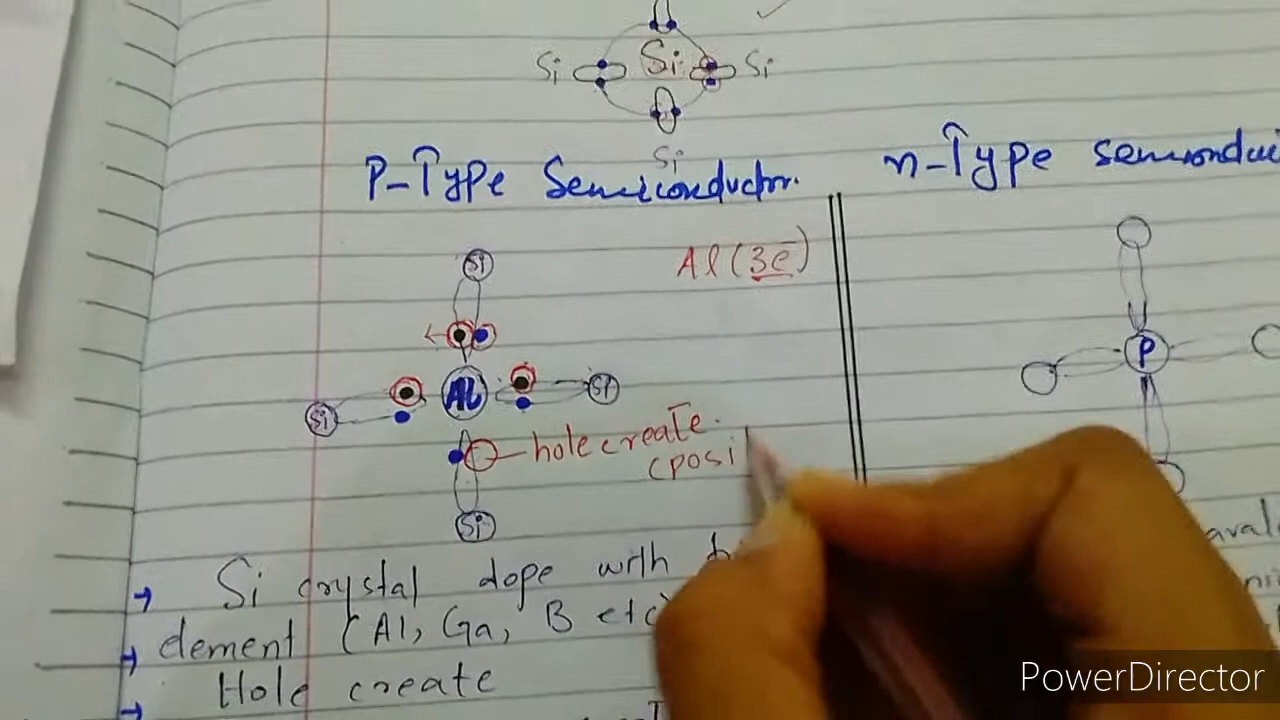 Si Si Si
Si
P-Type Semiconductor.
n-Type
Al(3e)
Si
P
Al
Si
Si
hole create.
(posi
Si
Si crystal dope with
element (Al, Ga, B etc)
Hole create
PowerDirector